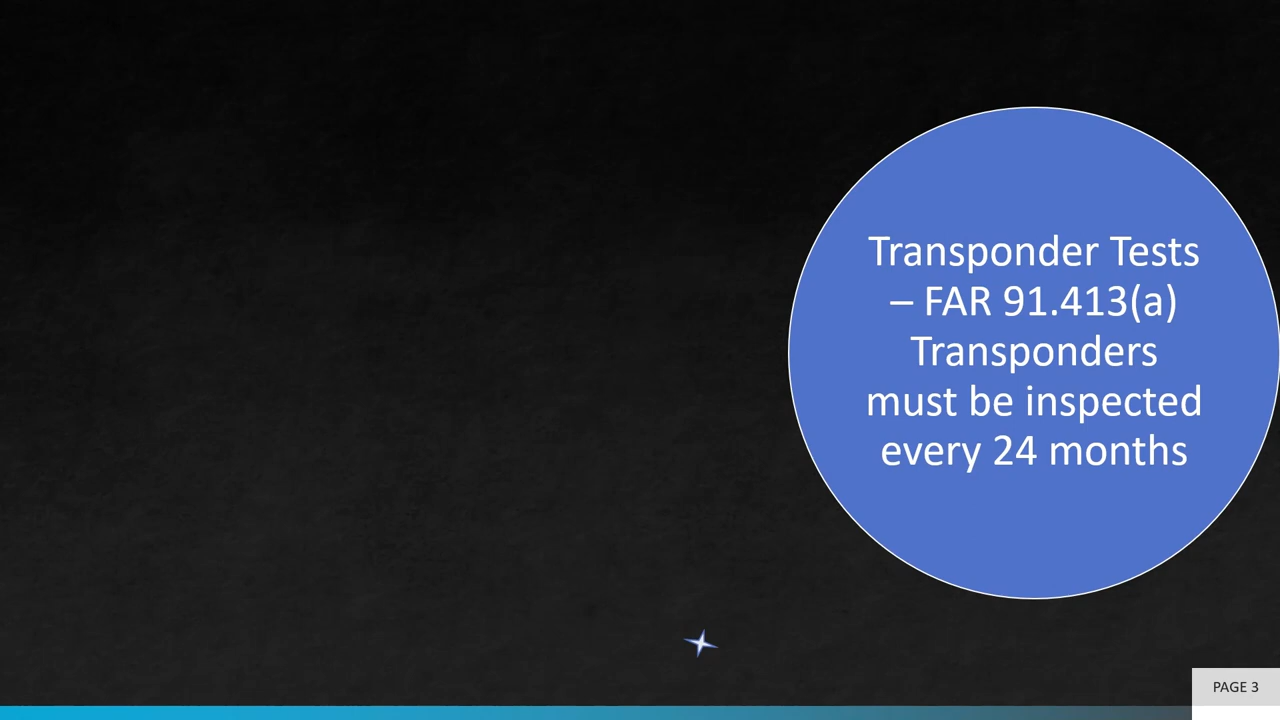 Transponder Tests
– FAR 91.413(a)
Transponders
must be inspected
every 24 months
PAGE 3